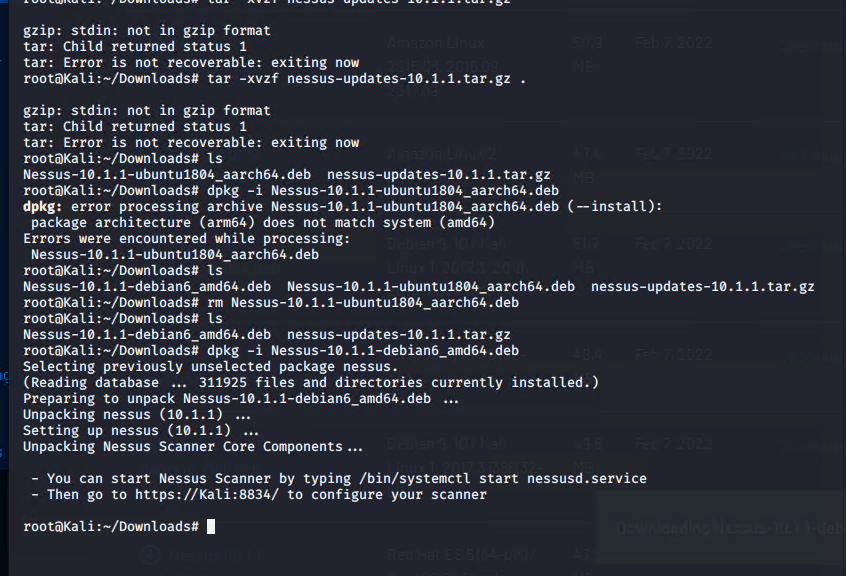 tar -xvzf nessus-updates-10.1.1.tar.gz
gzip: stdin: not in gzip format
tar: Child returned status 1
tar: Error is not recoverable: exiting now
root@Kali:~/Downloads# tar -xvzf nessus-updates-10.1.1.tar.gz .
gzip: stdin: not in gzip format
tar: Child returned status 1
tar: Error is not recoverable: exiting now
root@Kali:~/Downloads# ls
Nessus-10.1.1-ubuntu1804_aarch64.deb  nessus-updates-10.1.1.tar.gz
root@Kali:~/Downloads# dpkg -i Nessus-10.1.1-ubuntu1804_aarch64.deb
dpkg: error processing archive Nessus-10.1.1-ubuntu1804_aarch64.deb (--install):
 package architecture (arm64) does not match system (amd64)
Errors were encountered while processing:
 Nessus-10.1.1-ubuntu1804_aarch64.deb
root@Kali:~/Downloads# ls
Nessus-10.1.1-debian6_amd64.deb  Nessus-10.1.1-ubuntu1804_aarch64.deb  nessus-updates-10.1.1.tar.gz
root@Kali:~/Downloads# rm Nessus-10.1.1-ubuntu1804_aarch64.deb
root@Kali:~/Downloads# ls
Nessus-10.1.1-debian6_amd64.deb  nessus-updates-10.1.1.tar.gz
root@Kali:~/Downloads# dpkg -i Nessus-10.1.1-debian6_amd64.deb
Selecting previously unselected package nessus.
(Reading database ... 311925 files and directories currently installed.)
Preparing to unpack Nessus-10.1.1-debian6_amd64.deb ...
Unpacking nessus (10.1.1) ...
Setting up nessus (10.1.1) ...
Unpacking Nessus Scanner Core Components...
 - You can start Nessus Scanner by typing /bin/systemctl start nessusd.service
 - Then go to https://Kali:8834/ to configure your scanner
root@Kali:~/Downloads#